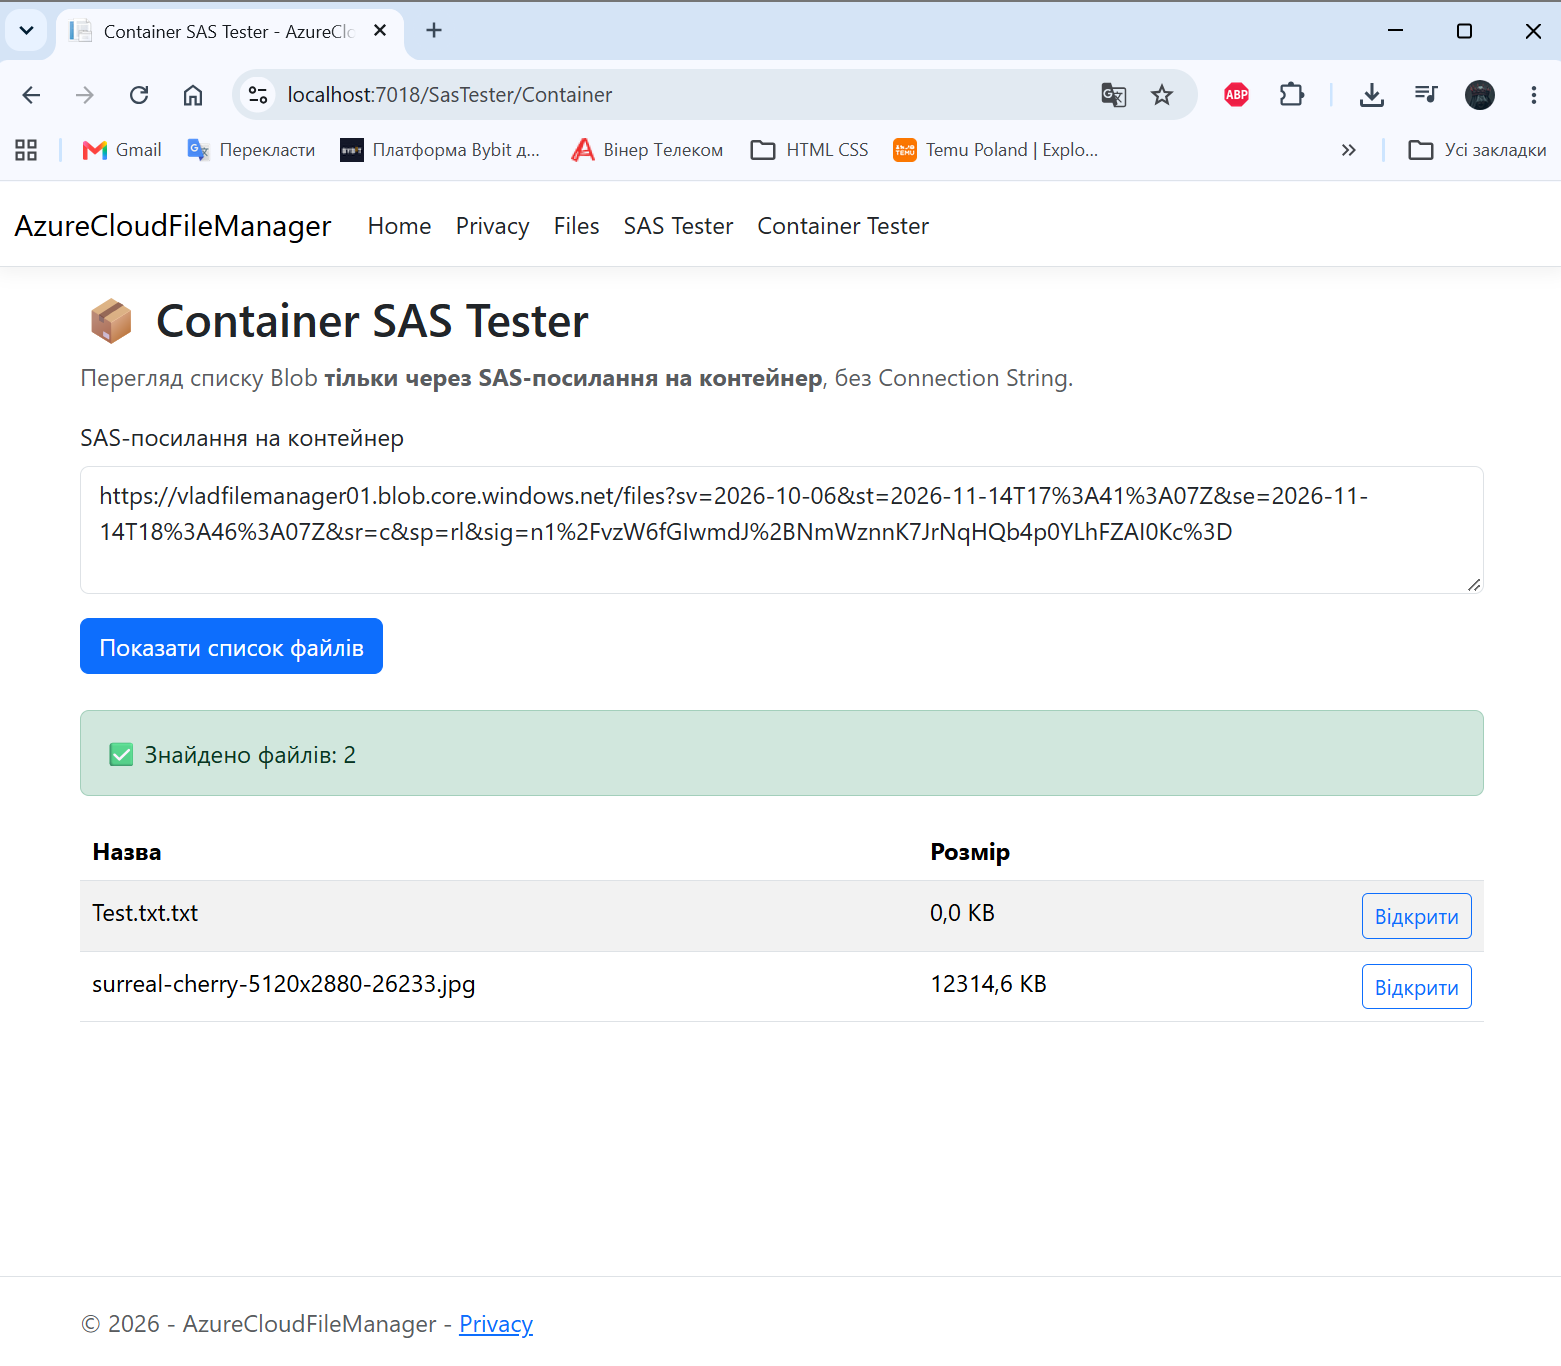 Container SAS Tester - AzureClo
localhost:7018/SasTester/Container
ABP
Gmail
Перекласти
Платформа Bybit д...
Вінер Телеком
HTML CSS
Temu Poland | Explo...
Усі закладки
AzureCloudFileManager
Home
Privacy
Files
SAS Tester
Container Tester
Container SAS Tester
Перегляд списку Blob тільки через SAS-посилання на контейнер, без Connection String.
SAS-посилання на контейнер
https://vladfilemanager01.blob.core.windows.net/files?sv=2026-10-06&st=2026-11-14T17%3A41%3A07Z&se=2026-11-
14T18%3A46%3A07Z&sr=c&sp=rl&sig=n1%2FvzW6fGIwmdJ%2BNmWznnK7JrNqHQb4p0YLhFZAI0Kc%3D
Показати список файлів
Знайдено файлів: 2
Назва
Розмір
Test.txt.txt
0,0 KB
Відкрити
surreal-cherry-5120x2880-26233.jpg
12314,6 KB
Відкрити
© 2026 - AzureCloudFileManager - Privacy